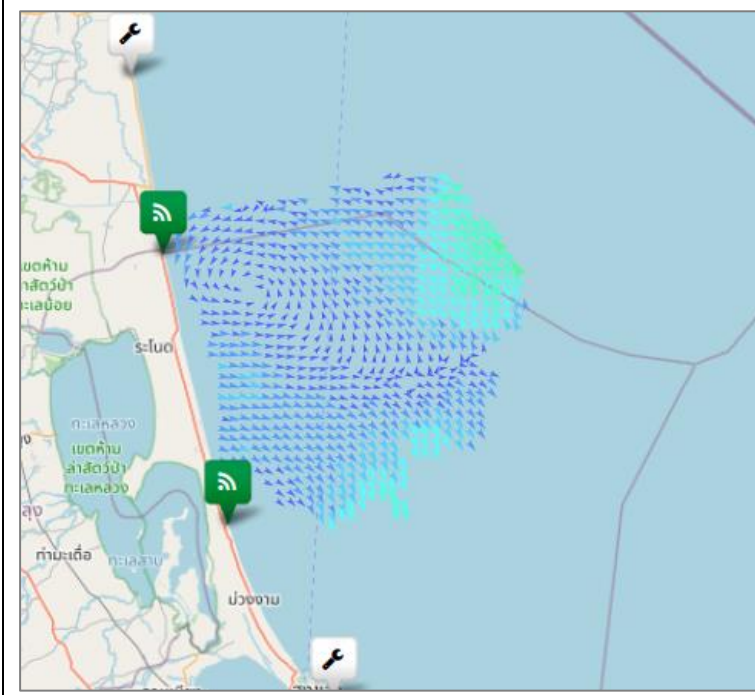 เขตห้าม
ล่าสัตว์ป่า
ทะเลน้อย
ระโนด
ทะเลหลวง
เขตห้าม
ล่าสัตว์ป่า
ทะเลหลวง
ทำมะเดื่อ
ทะเลสาบ
ม่วงงาม